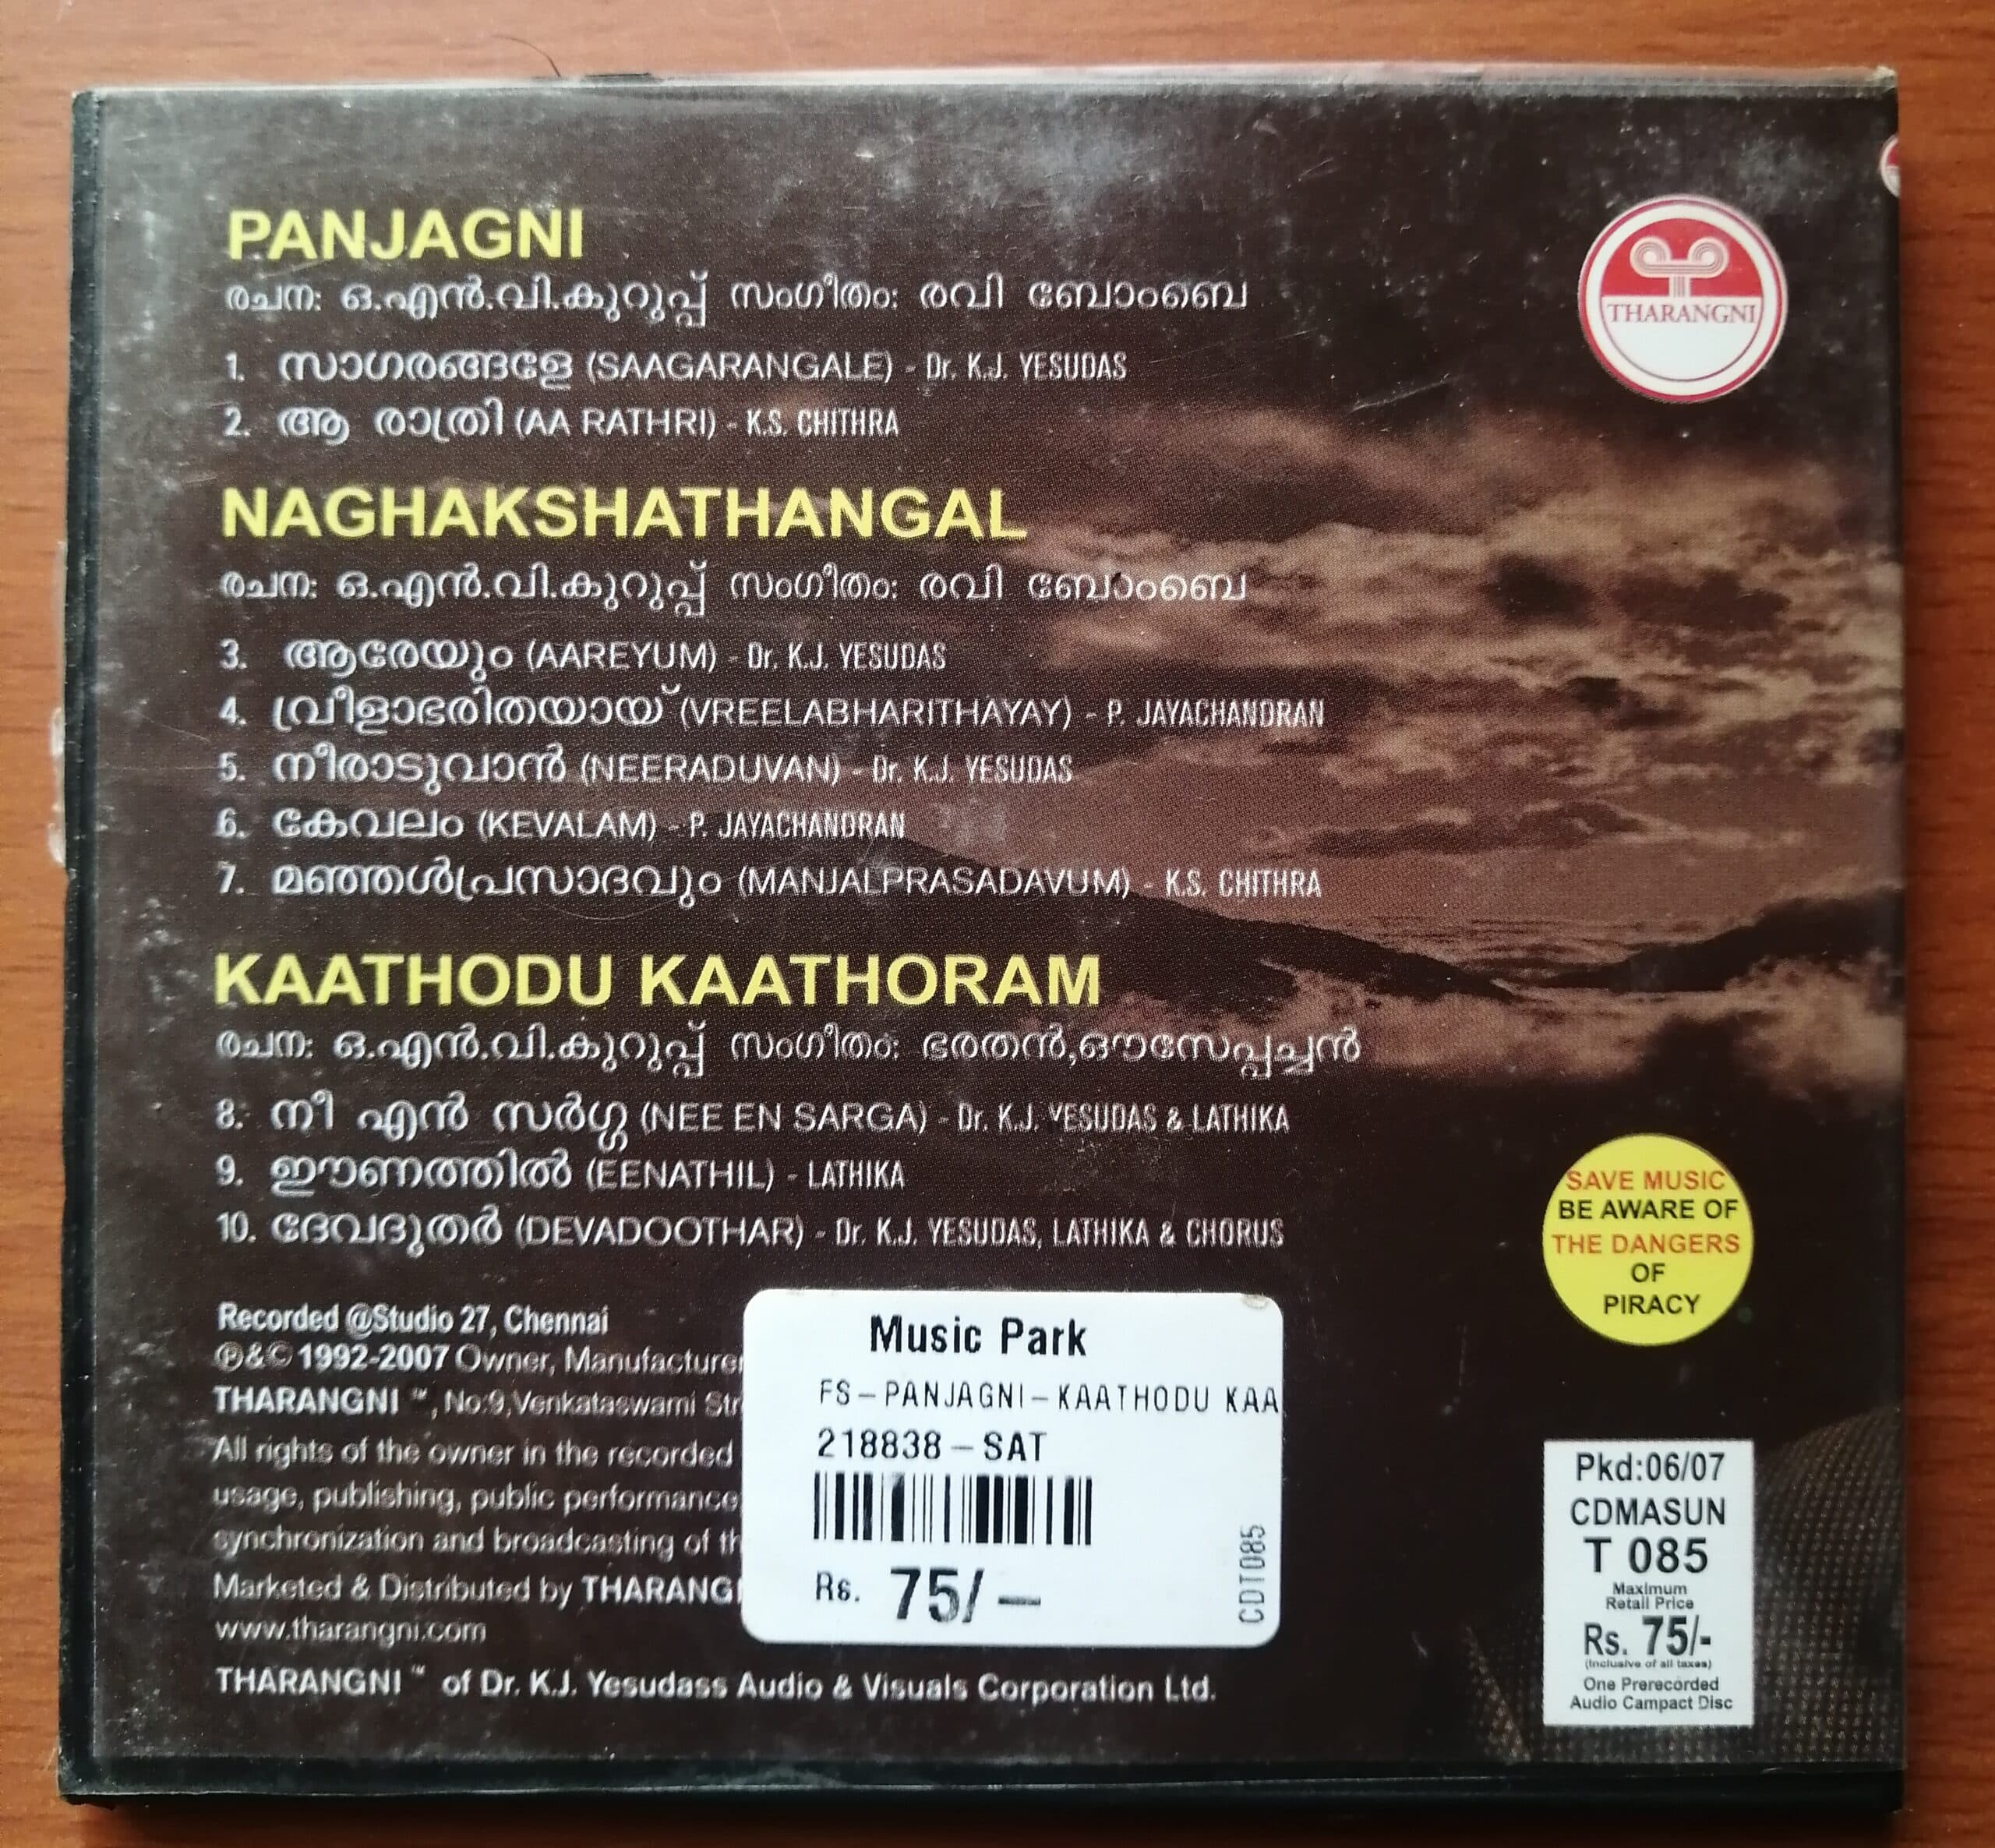 PANJAGNI
രചന: ഒ.എൻ.വി.കുറുപ്പ് സംഗീതം: രവി ബോംബെ
1. സാഗരങ്ങളേ (SAAGARANGALE) - Dr. K.J. YESUDAS
2. ആ രാത്രി (AA RATHRI) - K.S. CHITHRA
THARANGNI
NAGHAKSHATHANGAL
രചന: ഒ.എൻ.വി.കുറുപ്പ് സംഗീതം: രവി ബോംബെ
3. ആരേയും (AAREYUM) - Dr. K.J. YESUDAS
4. വ്രീളാഭരിതയായ് (VREELABHARITHAYAY) - P. JAYACHANDRAN
5. നീരാടുവാൻ (NEERADUVAN) - Dr. K.J. YESUDAS
6. കേവലം (KEVALAM) - P. JAYACHANDRAN
7. മഞ്ഞൾപ്രസാദവും (MANJALPRASADAVUM) - K.S. CHITHRA
KAATHODU KAATHORAM
രചന: ഒ.എൻ.വി.കുറുപ്പ് സംഗീതം: ഭരതൻ,ഔസേപ്പച്ചൻ
8. നീ എൻ സർഗ്ഗ (NEE EN SARGA) - Dr. K.J. YESUDAS & LATHIKA
9. ഈണത്തിൽ (EENATHIL) - LATHIKA
10. ദേവദൂതർ (DEVADOOTHAR) - Dr. K.J. YESUDAS, LATHIKA & CHORUS
SAVE MUSIC
BE AWARE OF
THE DANGERS
OF
PIRACY
Recorded @Studio 27, Chennai
℗&© 1992-2007 Owner, Manufacturer
THARANGNI ™, No:9,Venkataswami Str
All rights of the owner in the recorded
usage, publishing, public performance
synchronization and broadcasting of th
Marketed & Distributed by THARANG
www.tharangni.com
THARANGNI ™ of Dr. K.J. Yesudass Audio & Visuals Corporation Ltd.
Music Park
FS-PANJAGNI-KAATHODU KAA
218838-SAT
Rs. 75/-
CDT085
Pkd:06/07
CDMASUN
T 085
Maximum
Retail Price
Rs. 75/-
(Inclusive of all taxes)
One Prerecorded
Audio Campact Disc